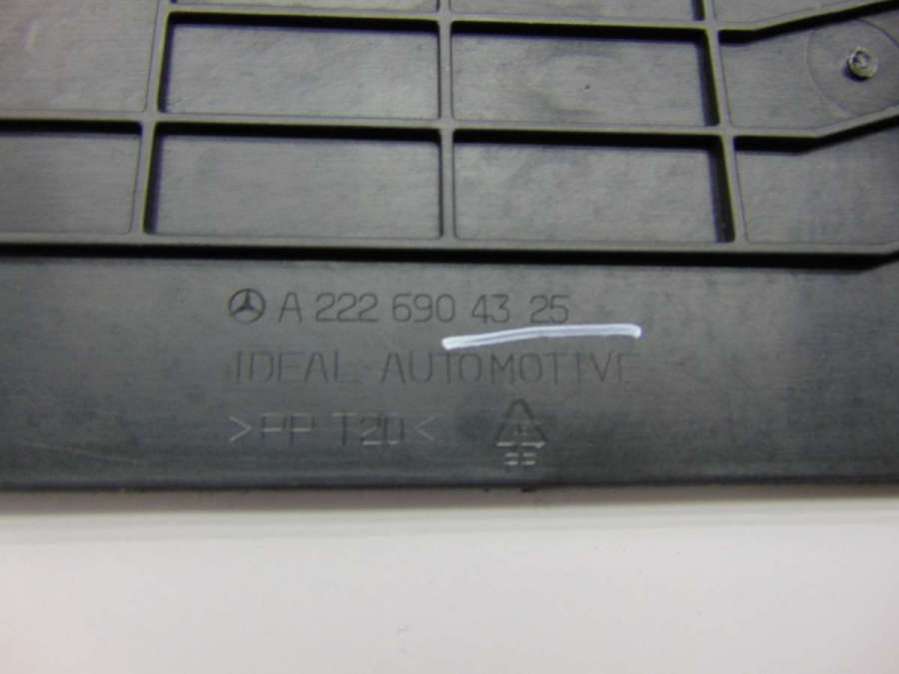 A 222 690 43 25
IDEAL AUTOMOTIVE
>PP T20<